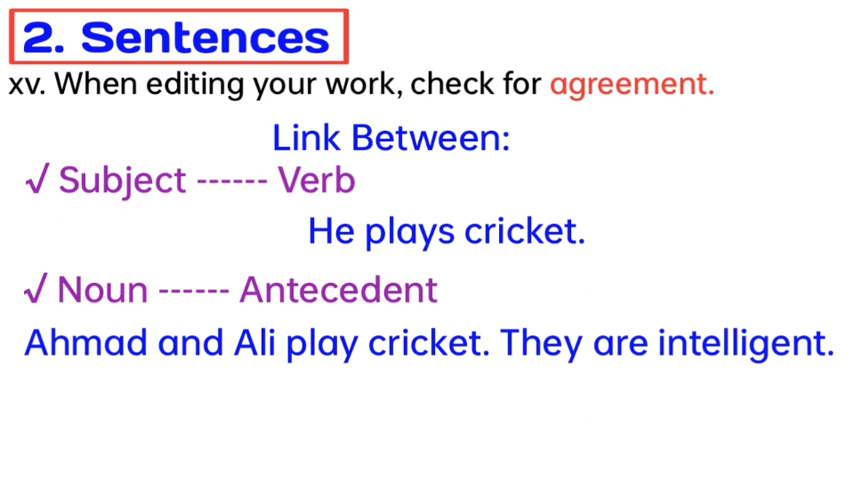 2. Sentences
xv. When editing your work, check for agreement.
Link Between:
√ Subject ------ Verb
He plays cricket.
√ Noun ------ Antecedent
Ahmad and Ali play cricket. They are intelligent.